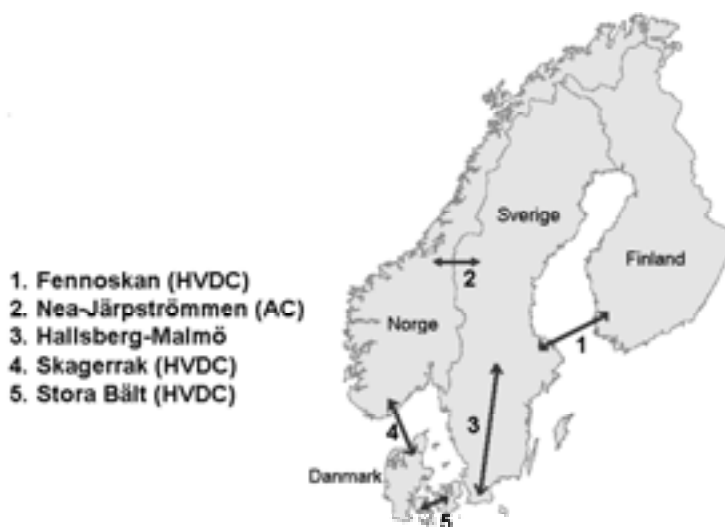 Sverige
Finland
Norge
Danmark
1. Fennoskan (HVDC)
2. Nea-Järpströmmen (AC)
3. Hallsberg-Malmö
4. Skagerrak (HVDC)
5. Stora Bält (HVDC)
2
1
3
4
5